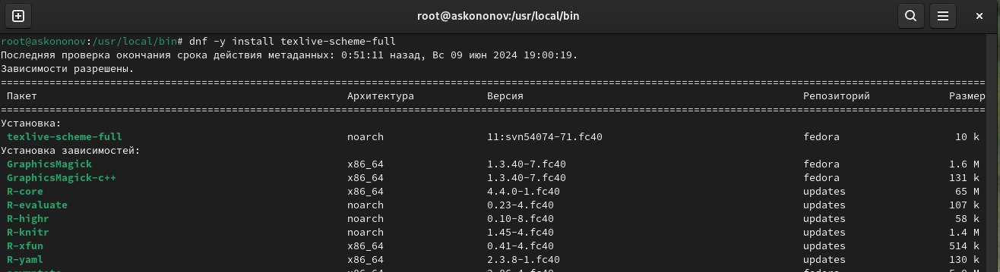 root@askononov:/usr/local/bin
root@askononov:/usr/local/bin# dnf -y install texlive-scheme-full
Последняя проверка окончания срока действия метаданных: 0:51:11 назад, Вс 09 июн 2024 19:00:19.
Зависимости разрешены.
Пакет Архитектура Версия Репозиторий Размер
Установка:
texlive-scheme-full noarch 11:svn54074-71.fc40 fedora 10 k
Установка зависимостей:
GraphicsMagick x86_64 1.3.40-7.fc40 fedora 1.6 M
GraphicsMagick-c++ x86_64 1.3.40-7.fc40 fedora 131 k
R-core x86_64 4.4.0-1.fc40 updates 65 M
R-evaluate noarch 0.23-4.fc40 updates 107 k
R-highr noarch 0.10-8.fc40 updates 58 k
R-knitr noarch 1.45-4.fc40 updates 1.4 M
R-xfun x86_64 0.41-4.fc40 updates 514 k
R-yaml x86_64 2.3.8-1.fc40 updates 130 k